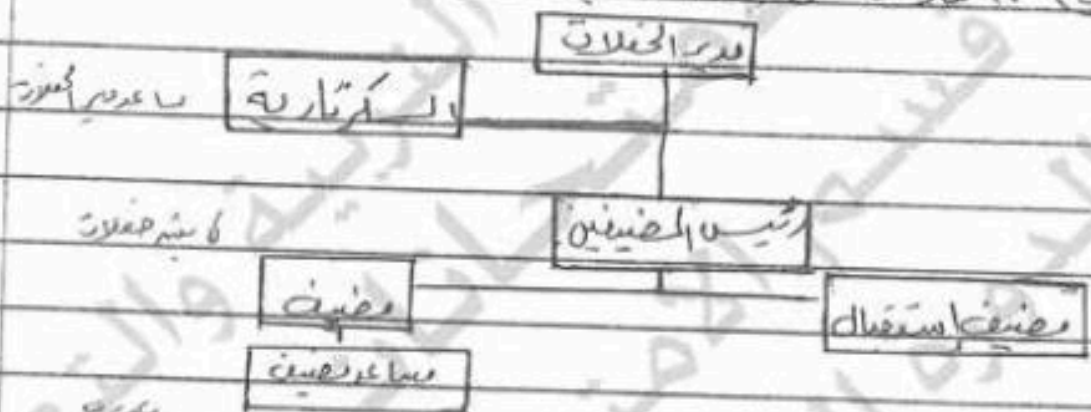 مدير الحفلات
السكرتارية
مساعد مدير الحفلات
رئيس المضيفين
كابتن حفلات
مضيف
مضيف استقبال
مساعد مضيف